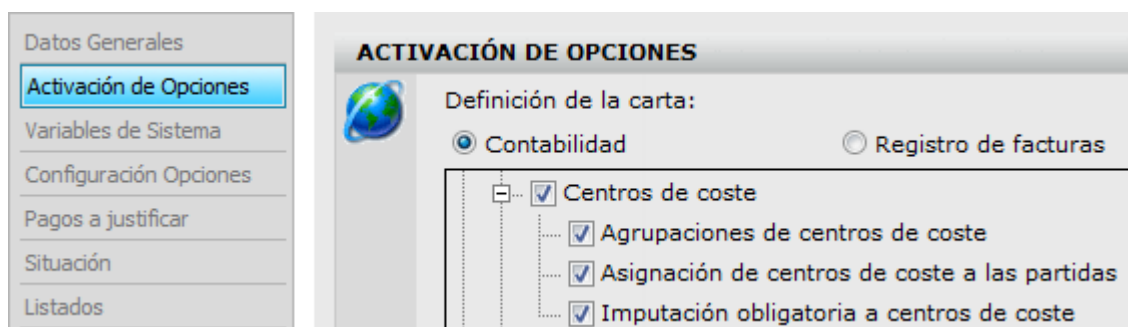 Datos Generales
Activación de Opciones
Variables de Sistema
Configuración Opciones
Pagos a justificar
Situación
Listados
ACTIVACIÓN DE OPCIONES
Definición de la carta:
Contabilidad
Registro de facturas
Centros de coste
Agrupaciones de centros de coste
Asignación de centros de coste a las partidas
Imputación obligatoria a centros de coste